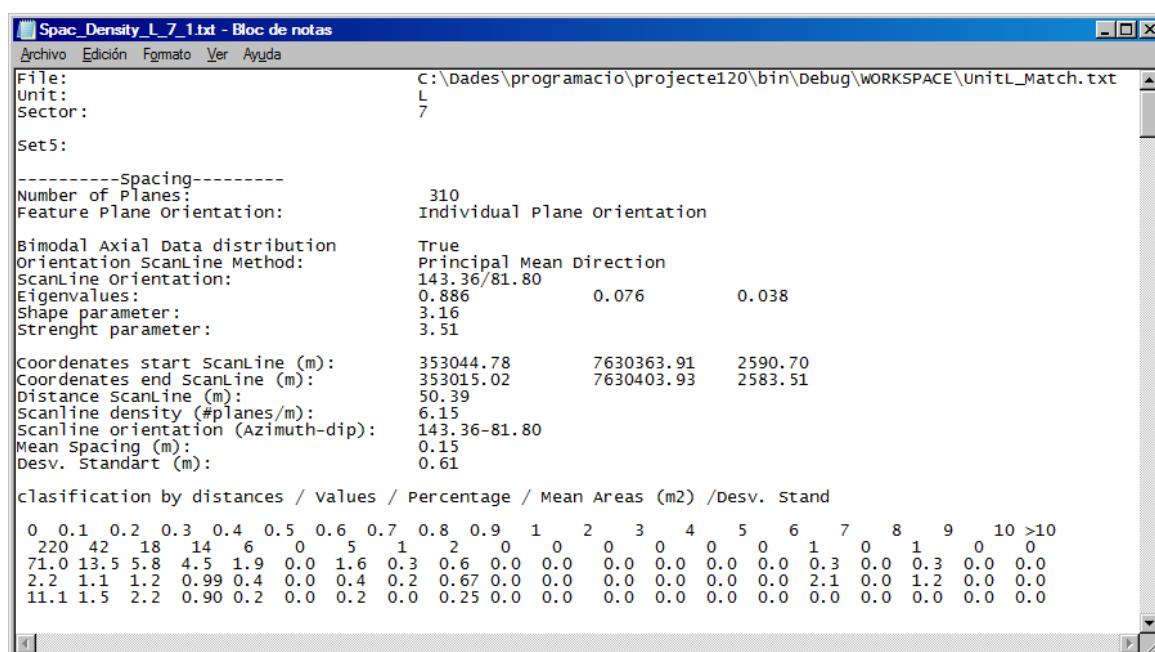 Spac_Density_L_7_1.txt - Bloc de notas
Archivo Edición Formato Ver Ayuda
File: C:\Dades\programacio\projecte120\bin\Debug\WORKSPACE\UnitL_Match.txt
Unit: L
Sector: 7
Set5:
----------Spacing---------
Number of Planes: 310
Feature Plane Orientation: Individual Plane Orientation
Bimodal Axial Data distribution True
Orientation ScanLine Method: Principal Mean Direction
ScanLine Orientation: 143.36/81.80
Eigenvalues: 0.886 0.076 0.038
Shape parameter: 3.16
Strenght parameter: 3.51
Coordenates start ScanLine (m): 353044.78 7630363.91 2590.70
Coordenates end ScanLine (m): 353015.02 7630403.93 2583.51
Distance ScanLine (m): 50.39
Scanline density (#planes/m): 6.15
Scanline orientation (Azimuth-dip): 143.36-81.80
Mean Spacing (m): 0.15
Desv. Standart (m): 0.61
clasification by distances / Values / Percentage / Mean Areas (m2) /Desv. Stand
0 0.1 0.2 0.3 0.4 0.5 0.6 0.7 0.8 0.9 1 2 3 4 5 6 7 8 9 10 >10
220 42 18 14 6 0 5 1 2 0 0 0 0 0 0 1 0 1 0 0
71.0 13.5 5.8 4.5 1.9 0.0 1.6 0.3 0.6 0.0 0.0 0.0 0.0 0.0 0.0 0.3 0.0 0.3 0.0 0.0
2.2 1.1 1.2 0.99 0.4 0.0 0.4 0.2 0.67 0.0 0.0 0.0 0.0 0.0 0.0 2.1 0.0 1.2 0.0 0.0
11.1 1.5 2.2 0.90 0.2 0.0 0.2 0.0 0.25 0.0 0.0 0.0 0.0 0.0 0.0 0.0 0.0 0.0 0.0 0.0